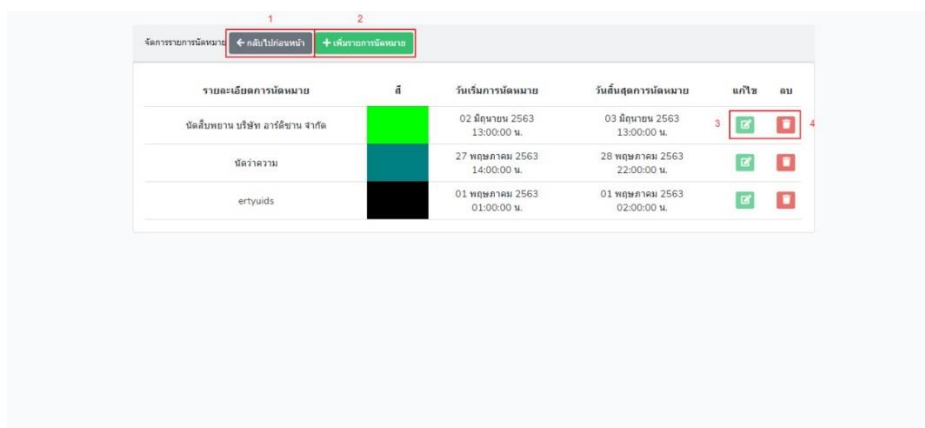 1 2
จัดการรายการนัดหมาย กลับไปก่อนหน้า เพิ่มรายการนัดหมาย
รายละเอียดการนัดหมาย สี วันเริ่มการนัดหมาย วันสิ้นสุดการนัดหมาย แก้ไข ลบ
นัดสืบพยาน บริษัท อาร์ดีซาน จำกัด 02 มิถุนายน 2563 03 มิถุนายน 2563 3 4
13:00:00 น. 13:00:00 น.
นัดว่าความ 27 พฤษภาคม 2563 28 พฤษภาคม 2563
14:00:00 น. 22:00:00 น.
ertyuids 01 พฤษภาคม 2563 01 พฤษภาคม 2563
01:00:00 น. 02:00:00 น.